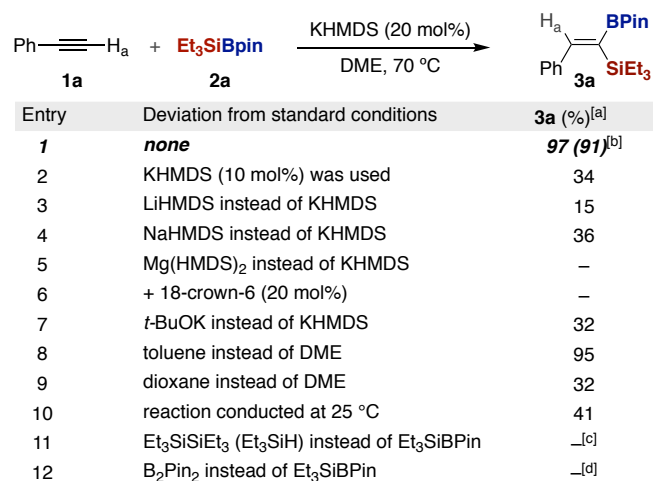 Ph Hₐ + Et₃SiBpin KHMDS (20 mol%) Hₐ BPin
DME, 70 ºC Ph SiEt₃
1a 2a 3a
Entry Deviation from standard conditions 3a (%)[a]
1 none 97 (91)[b]
2 KHMDS (10 mol%) was used 34
3 LiHMDS instead of KHMDS 15
4 NaHMDS instead of KHMDS 36
5 Mg(HMDS)₂ instead of KHMDS –
6 + 18-crown-6 (20 mol%) –
7 t-BuOK instead of KHMDS 32
8 toluene instead of DME 95
9 dioxane instead of DME 32
10 reaction conducted at 25 °C 41
11 Et₃SiSiEt₃ (Et₃SiH) instead of Et₃SiBPin –[c]
12 B₂Pin₂ instead of Et₃SiBPin –[d]